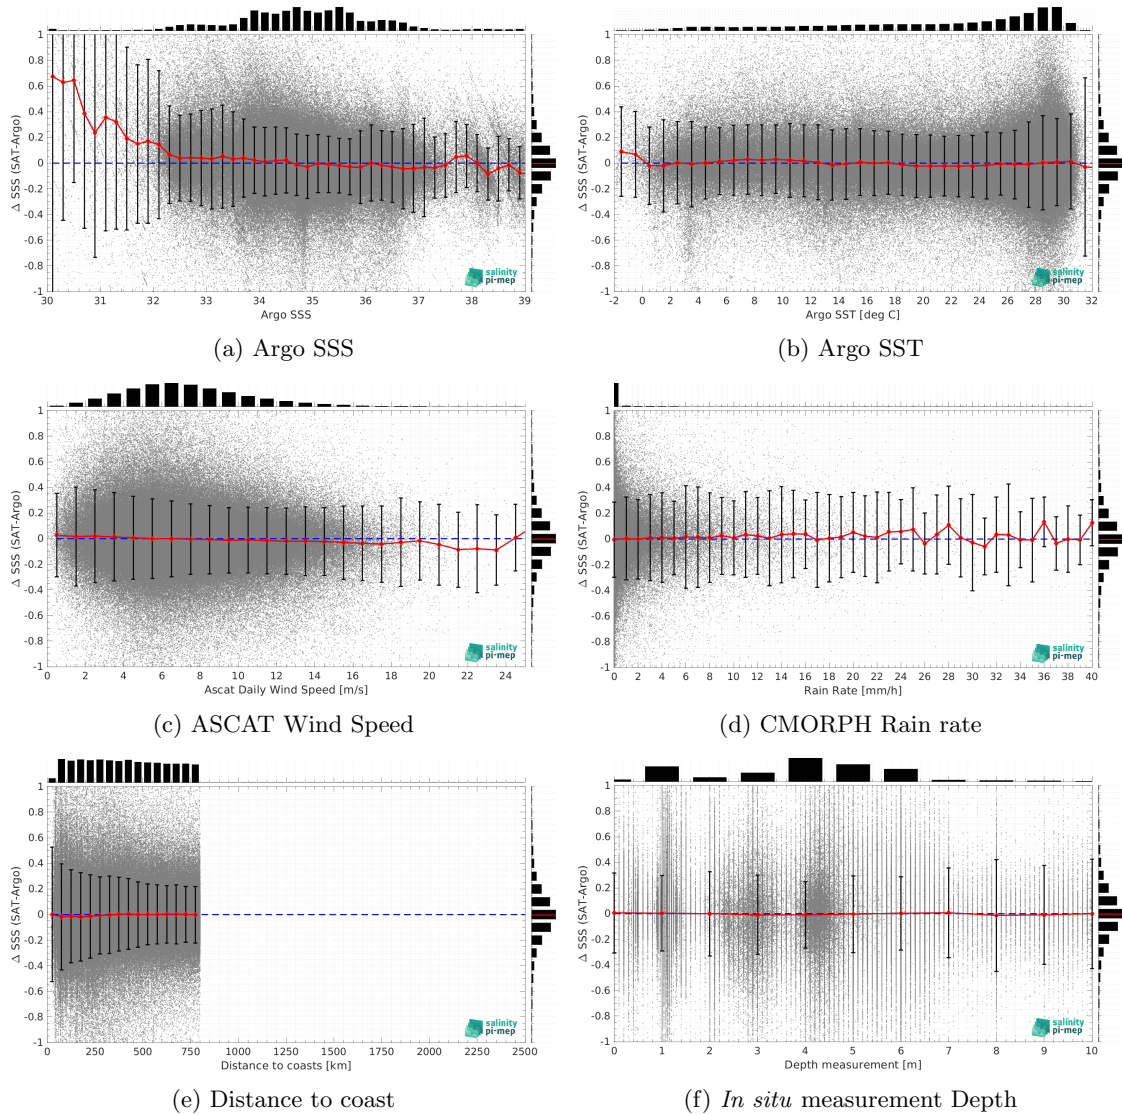 1
0.8
0.6
0.4
0.2
0
-0.2
-0.4
-0.6
-0.8
-1
Δ SSS (SAT-Argo)
salinity
pi-mep
30 31 32 33 34 35 36 37 38 39
Argo SSS
(a) Argo SSS
1
0.8
0.6
0.4
0.2
0
-0.2
-0.4
-0.6
-0.8
-1
Δ SSS (SAT-Argo)
salinity
pi-mep
-2 0 2 4 6 8 10 12 14 16 18 20 22 24 26 28 30 32
Argo SST [deg C]
(b) Argo SST
1
0.8
0.6
0.4
0.2
0
-0.2
-0.4
-0.6
-0.8
-1
Δ SSS (SAT-Argo)
salinity
pi-mep
0 2 4 6 8 10 12 14 16 18 20 22 24
Ascat Daily Wind Speed [m/s]
(c) ASCAT Wind Speed
1
0.8
0.6
0.4
0.2
0
-0.2
-0.4
-0.6
-0.8
-1
Δ SSS (SAT-Argo)
salinity
pi-mep
0 2 4 6 8 10 12 14 16 18 20 22 24 26 28 30 32 34 36 38 40
Rain Rate [mm/h]
(d) CMORPH Rain rate
1
0.8
0.6
0.4
0.2
0
-0.2
-0.4
-0.6
-0.8
-1
Δ SSS (SAT-Argo)
salinity
pi-mep
0 250 500 750 1000 1250 1500 1750 2000 2250 2500
Distance to coasts [km]
(e) Distance to coast
1
0.8
0.6
0.4
0.2
0
-0.2
-0.4
-0.6
-0.8
-1
Δ SSS (SAT-Argo)
salinity
pi-mep
0 1 2 3 4 5 6 7 8 9 10
Depth measurement [m]
(f) In situ measurement Depth